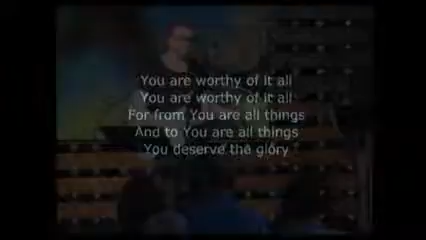 You are worthy of it all
You are worthy of it all
For from You are all things
And to You are all things
You deserve the glory